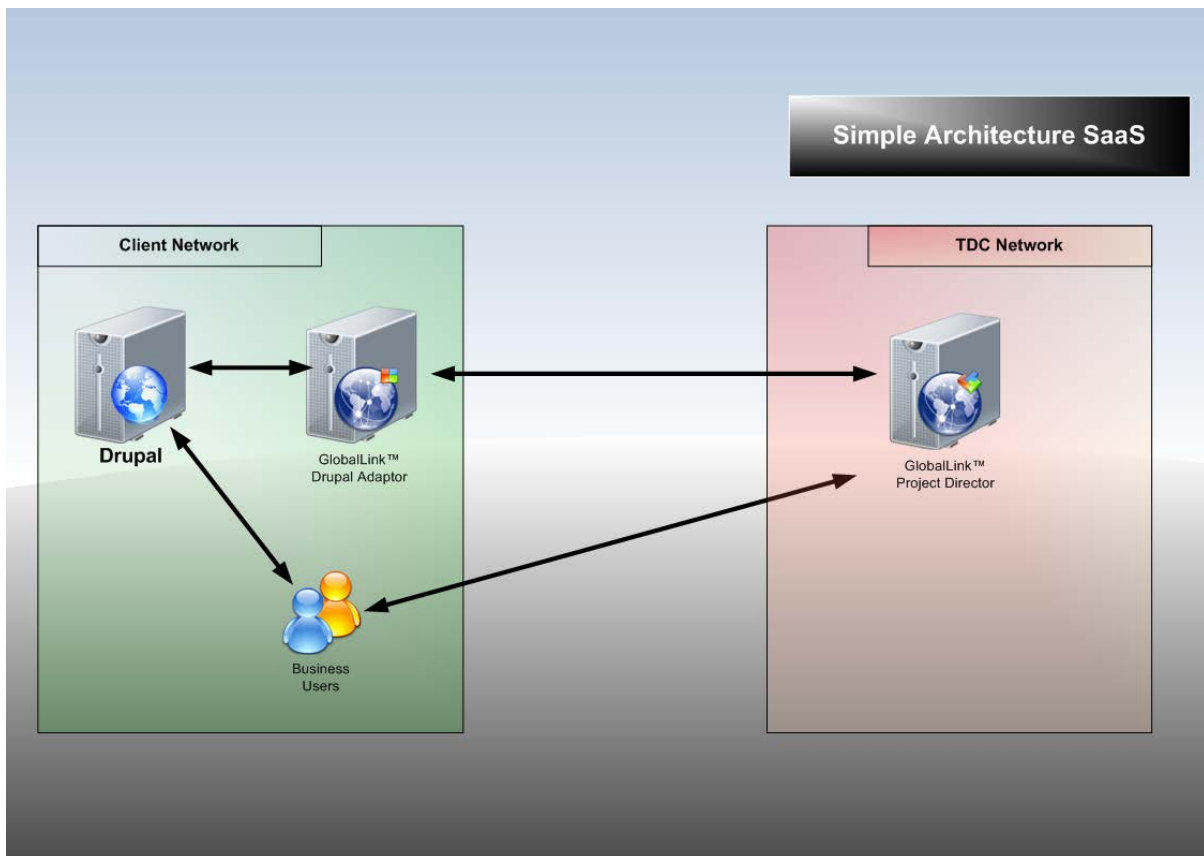 Simple Architecture SaaS
Client Network
TDC Network
Drupal
GlobalLink™
Drupal Adaptor
GlobalLink™
Project Director
Business
Users